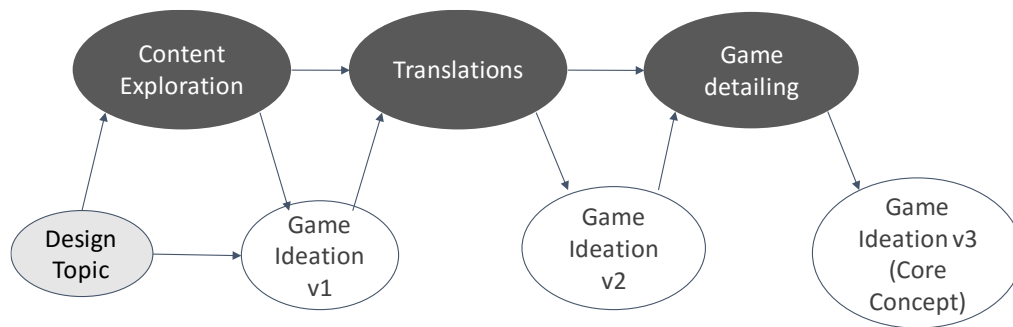 Content
Exploration
Translations
Game
detailing
Design
Topic
Game
Ideation
v1
Game
Ideation
v2
Game
Ideation v3
(Core
Concept)